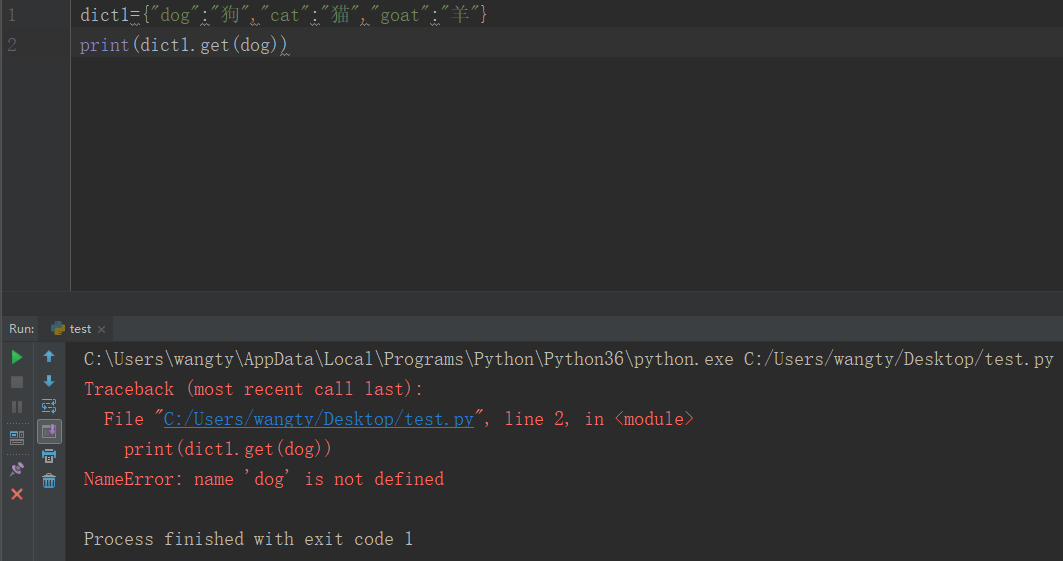 1 dict1={"dog":"狗","cat":"猫","goat":"羊"}
2 print(dict1.get(dog))
Run: test
C:\Users\wangty\AppData\Local\Programs\Python\Python36\python.exe C:/Users/wangty/Desktop/test.py
Traceback (most recent call last):
File "C:/Users/wangty/Desktop/test.py", line 2, in <module>
print(dict1.get(dog))
NameError: name 'dog' is not defined
Process finished with exit code 1